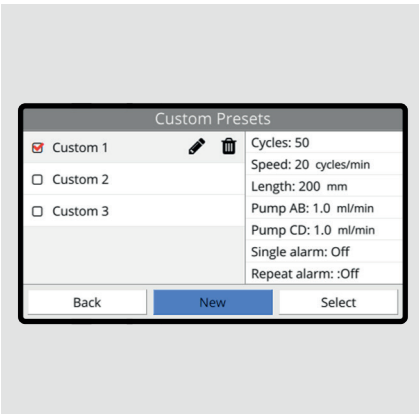 Custom Presets
Custom 1
Custom 2
Custom 3
Cycles: 50
Speed: 20 cycles/min
Length: 200 mm
Pump AB: 1.0 ml/min
Pump CD: 1.0 ml/min
Single alarm: Off
Repeat alarm: :Off
Back
New
Select